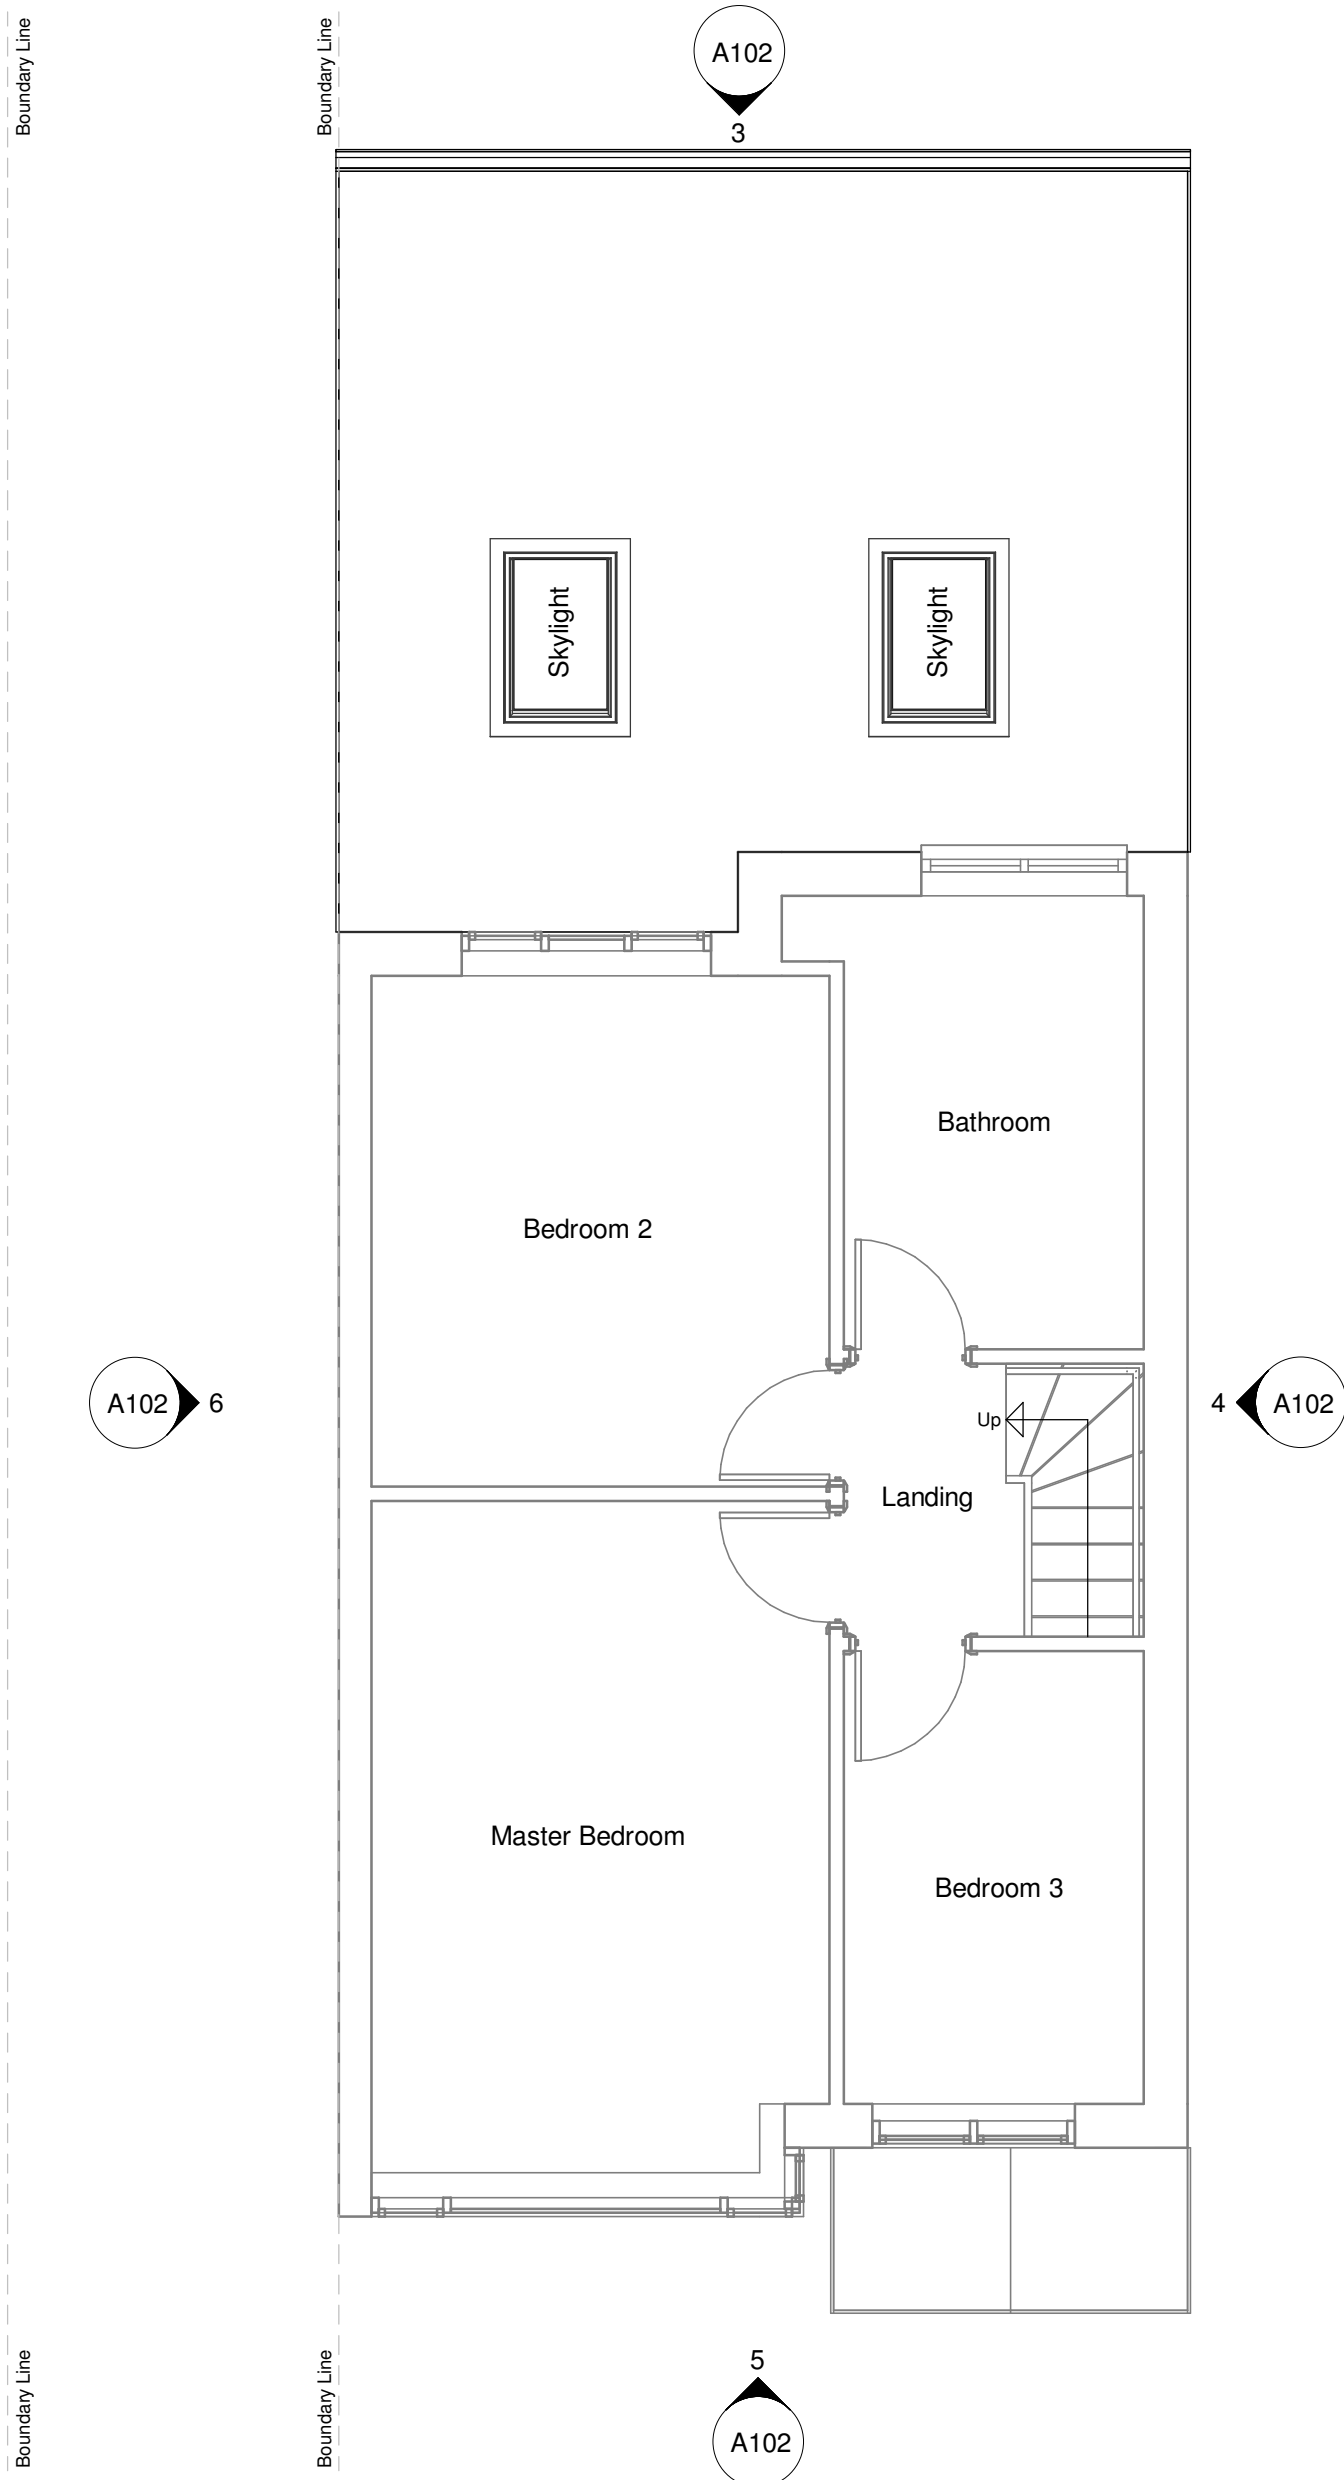 Boundary Line
Boundary Line
A102
3
Skylight
Skylight
Bathroom
Bedroom 2
A102
6
Up
4
A102
Landing
Master Bedroom
Bedroom 3
5
A102
Boundary Line
Boundary Line